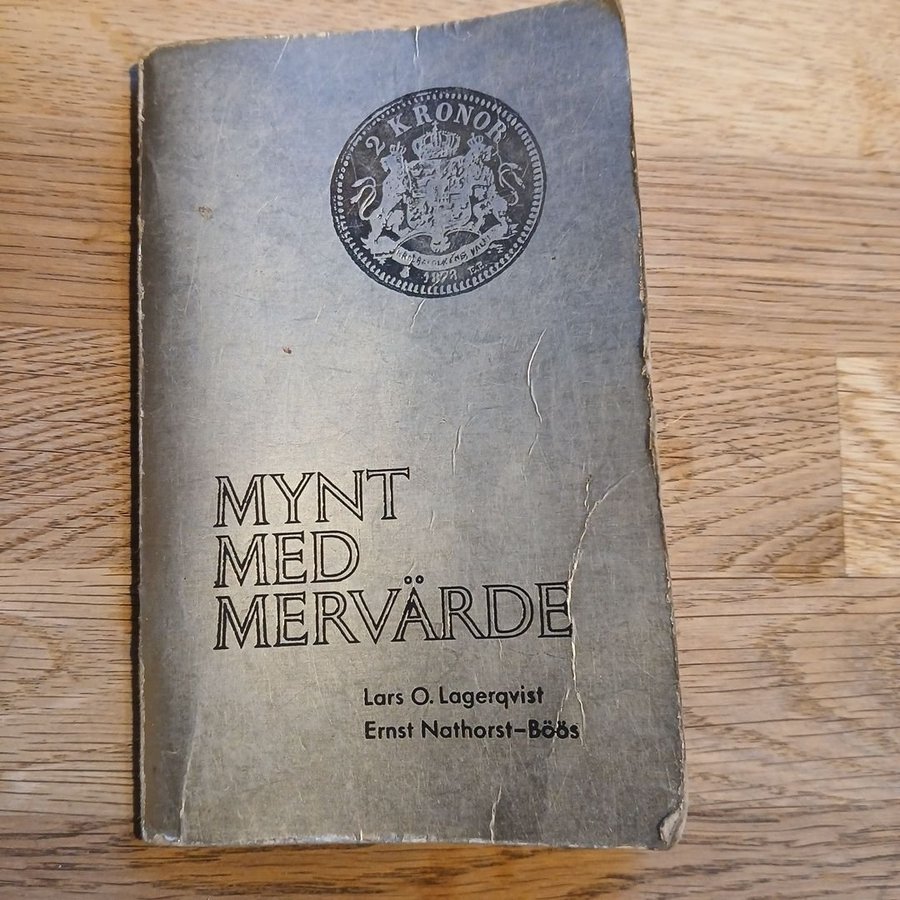 2 KRONOR
MYNT
MED
MERVÄRDE
Lars O. Lagerqvist
Ernst Nathorst-Böös